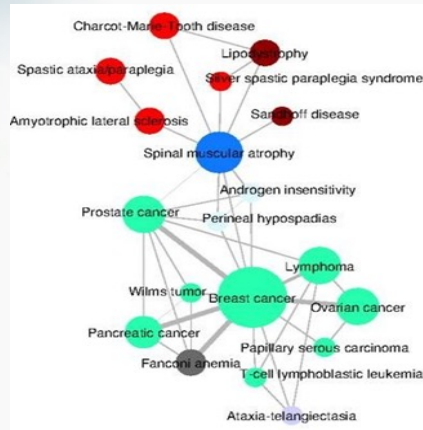 Charcot-Marie-Tooth disease
Lipodystrophy
Spastic ataxia/paraplegia
Silver spastic paraplegia syndrome
Sandhoff disease
Amyotrophic lateral sclerosis
Spinal muscular atrophy
Androgen insensitivity
Prostate cancer
Perineal hypospadias
Lymphoma
Wilms tumor
Breast cancer
Ovarian cancer
Pancreatic cancer
Papillary serous carcinoma
Fanconi anemia
T-cell lymphoblastic leukemia
Ataxia-telangiectasia